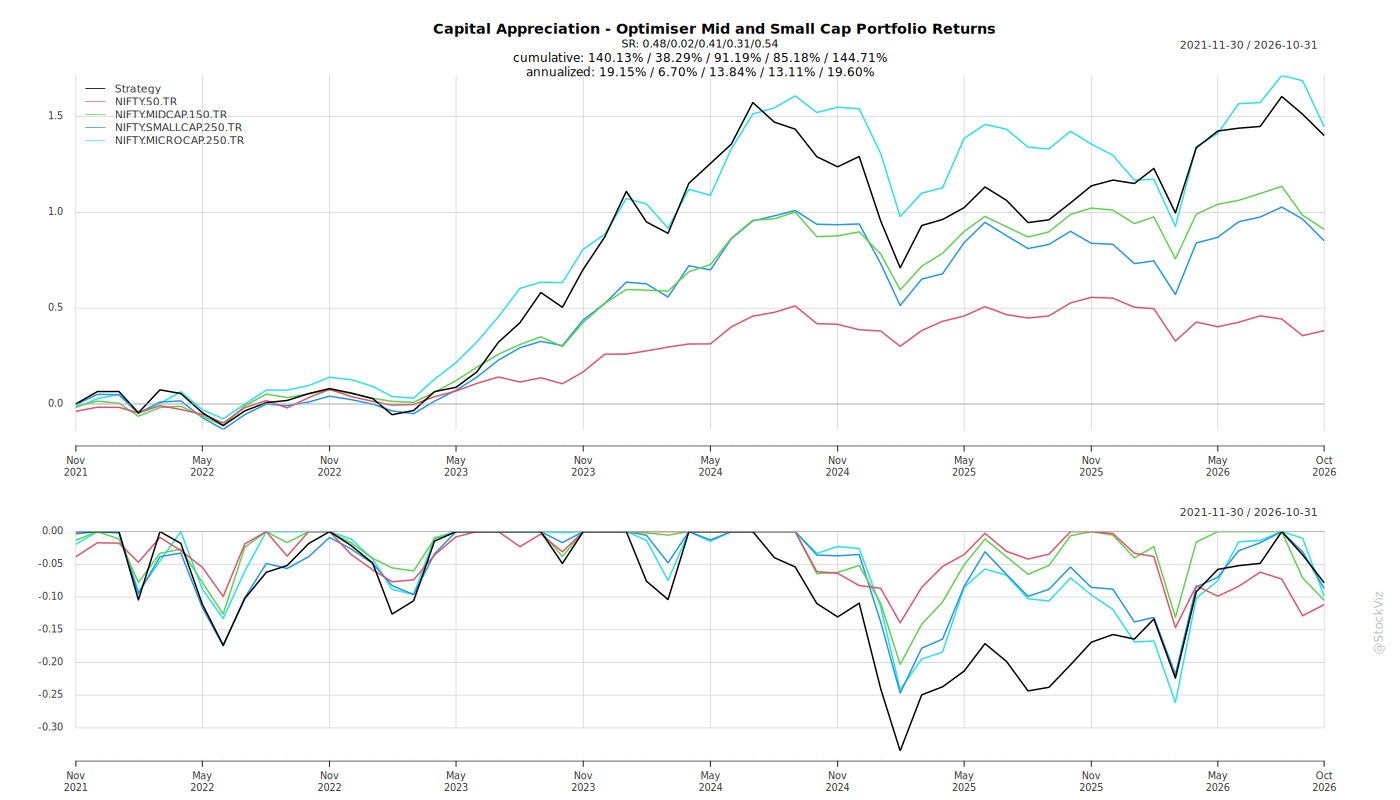 Capital Appreciation - Optimiser Mid and Small Cap Portfolio Returns
SR: 0.48/0.02/0.41/0.31/0.54
cumulative: 140.13% / 38.29% / 91.19% / 85.18% / 144.71%
annualized: 19.15% / 6.70% / 13.84% / 13.11% / 19.60%
2021-11-30 / 2026-10-31
Strategy
NIFTY.50.TR
NIFTY.MIDCAP.150.TR
NIFTY.SMALLCAP.250.TR
NIFTY.MICROCAP.250.TR
1.5
1.0
0.5
0.0
Nov May Nov May Nov May Nov May Nov May Oct
2021 2022 2022 2023 2023 2024 2024 2025 2025 2026 2026
2021-11-30 / 2026-10-31
0.00
-0.05
-0.10
-0.15
-0.20
-0.25
-0.30
Nov May Nov May Nov May Nov May Nov May Oct
2021 2022 2022 2023 2023 2024 2024 2025 2025 2026 2026
@StockViz